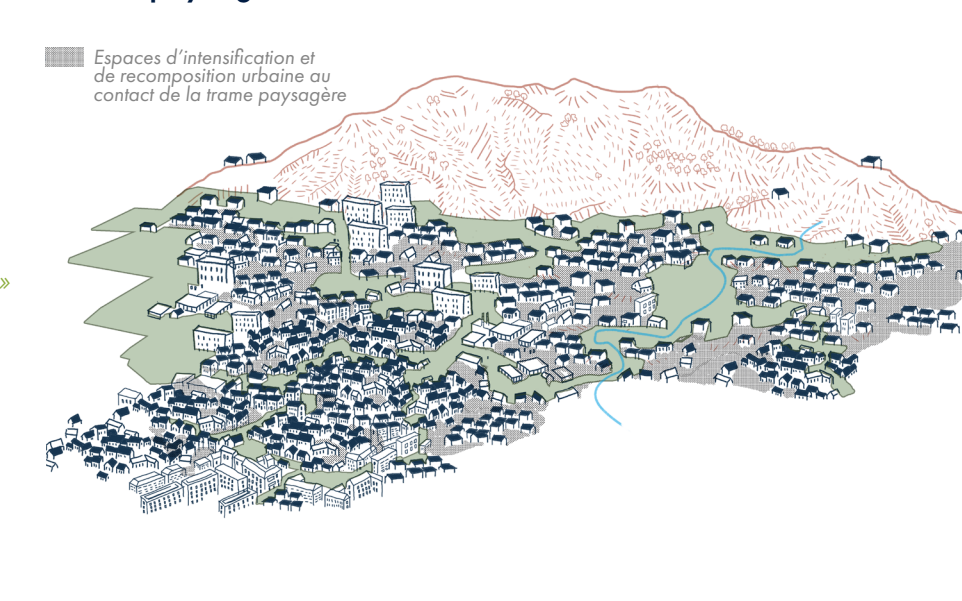 Espaces d'intensification et
de recomposition urbaine au
contact de la trame paysagère
»